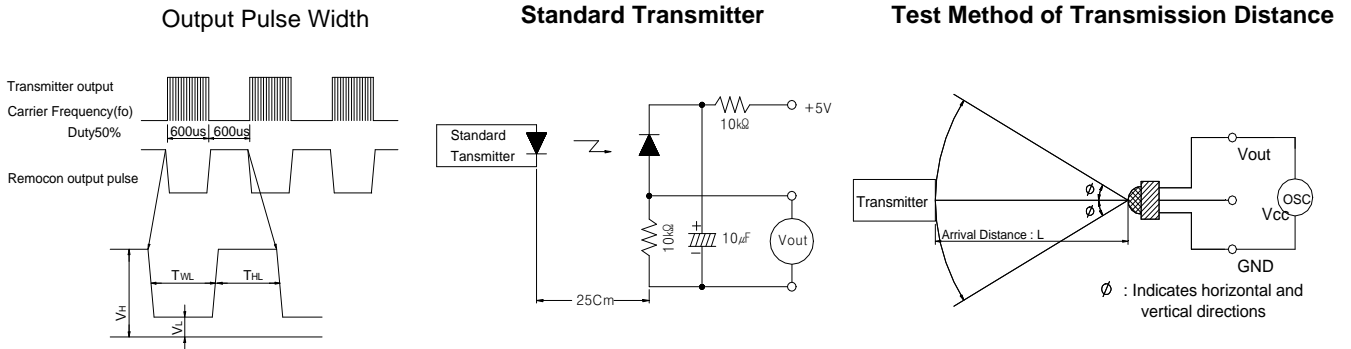 Output Pulse Width
Transmitter output
Carrier Frequency(fo)
Duty50%
600us 600us
Remocon output pulse
TWL THL
VH
VL
Standard Transmitter
Standard
Tansmitter
10kΩ
+5V
10kΩ
+
10㎌
−
Vout
25Cm
Test Method of Transmission Distance
Transmitter
ϕ
ϕ
Arrival Distance : L
Vout
Vcc
OSC
GND
ϕ : Indicates horizontal and
vertical directions